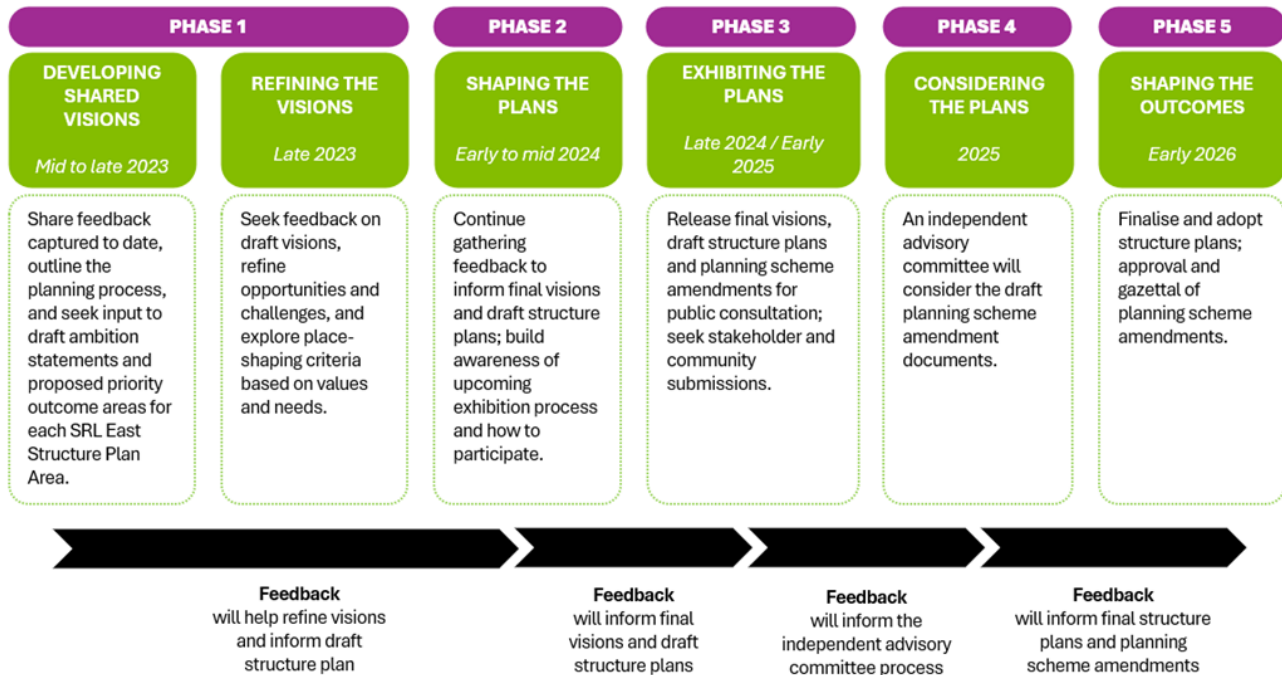 PHASE 1
PHASE 2
PHASE 3
PHASE 4
PHASE 5
DEVELOPING
SHARED
VISIONS
Mid to late 2023
REFINING THE
VISIONS
Late 2023
SHAPING THE
PLANS
Early to mid 2024
EXHIBITING THE
PLANS
Late 2024 / Early
2025
CONSIDERING
THE PLANS
2025
SHAPING THE
OUTCOMES
Early 2026
Share feedback
captured to date,
outline the
planning process,
and seek input to
draft ambition
statements and
proposed priority
outcome areas for
each SRL East
Structure Plan
Area.
Seek feedback on
draft visions,
refine
opportunities and
challenges, and
explore place-
shaping criteria
based on values
and needs.
Continue
gathering
feedback to
inform final visions
and draft structure
plans; build
awareness of
upcoming
exhibition process
and how to
participate.
Release final visions,
draft structure plans
and planning scheme
amendments for
public consultation;
seek stakeholder and
community
submissions.
An independent
advisory
committee will
consider the draft
planning scheme
amendment
documents.
Finalise and adopt
structure plans;
approval and
gazettal of
planning scheme
amendments.
Feedback
will help refine visions
and inform draft
structure plan
Feedback
will inform final
visions and draft
structure plans
Feedback
will inform the
independent advisory
committee process
Feedback
will inform final structure
plans and planning
scheme amendments